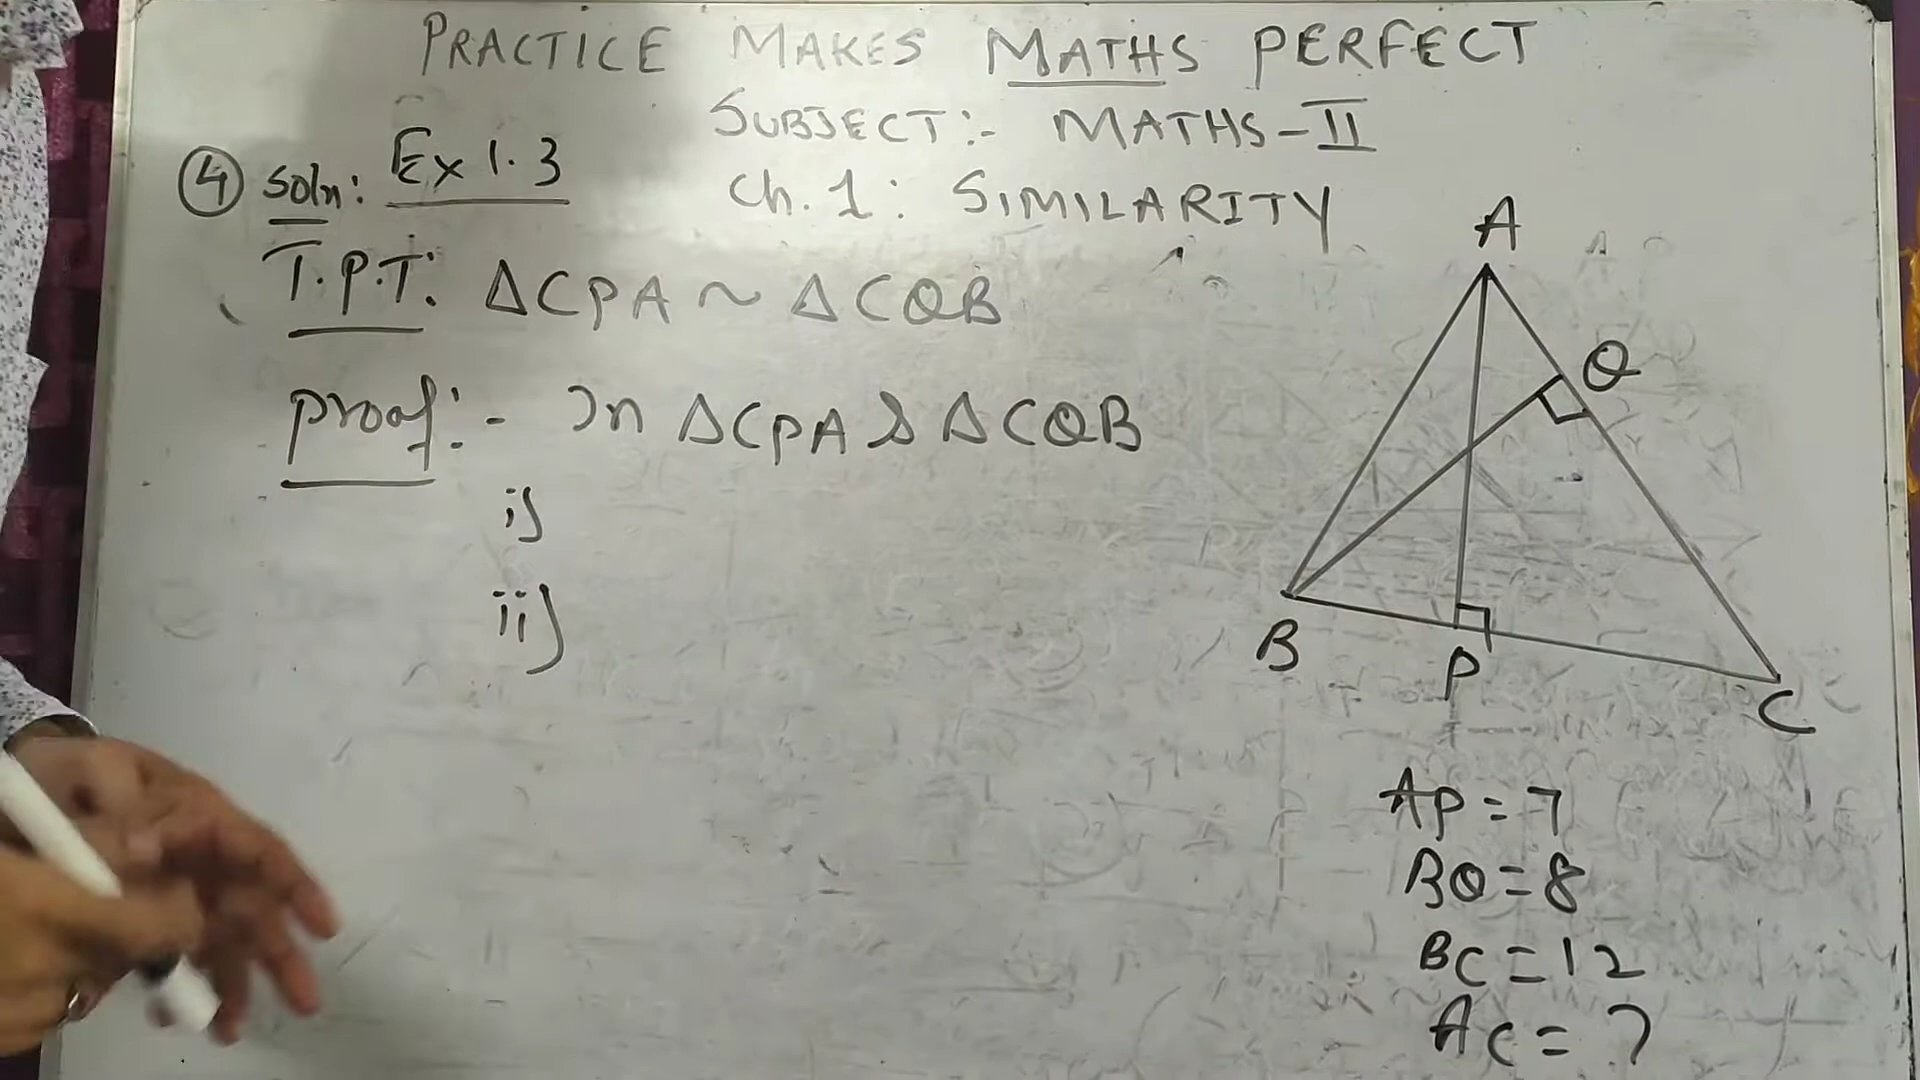 PRACTICE MAKES MATHS PERFECT
SUBJECT:- MATHS-II
Ch. 1: SIMILARITY
④ soln: Ex 1.3
T.P.T: ΔCPA ~ ΔCQB
proof:- In ΔCPA & ΔCQB
i)
ii)
A
Q
B
P
C
AP = 7
BQ = 8
BC = 12
AC = ?